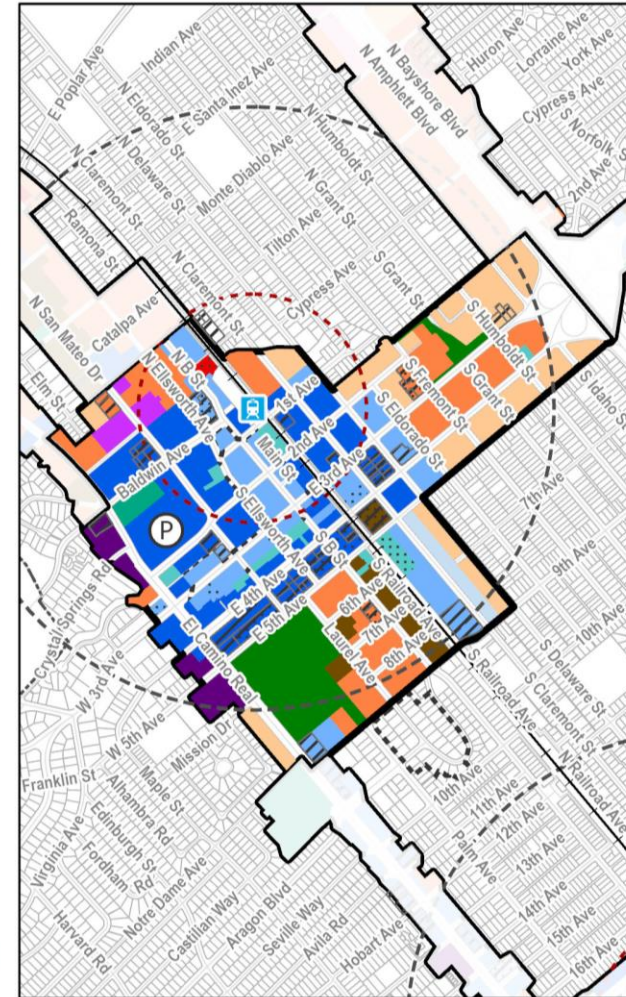 Indian Ave
E Poplar Ave
E Santa Inez Ave
N Eldorado St
N Delaware St
N Claremont St
Ramona St
Monte Diablo Ave
N Humboldt St
N Grant St
Tilton Ave
Cypress Ave
N Bayshore Blvd
N Amphlett Blvd
Huron Ave
Lorraine Ave
York Ave
Cypress Ave
S Norfolk
2nd Ave
N Claremont St
S Grant St
Catalpa Ave
N San Mateo Dr
Elm St
N B St
N Ellsworth Ave
Baldwin Ave
1st Ave
2nd Ave
Main St
E 3rd Ave
S Eldorado St
S Fremont St
S Grant St
S Humboldt St
S Idaho St
P
S Ellsworth Ave
S B St
E 4th Ave
E 5th Ave
El Camino Real
6th Ave
7th Ave
8th Ave
Laurel Ave
S Railroad Ave
7th Ave
9th Ave
10th Ave
Crystal Springs Rd
W 3rd Ave
W 5th Ave
Mission Dr
Franklin St
Virginia Ave
Maple St
Alhambra Rd
Edinburgh St
Fordham Rd
Harvard Rd
Notre Dame Ave
Castilian Way
Aragon Blvd
Seville Way
Avila Rd
Hobart Ave
Palm Ave
S Railroad Ave
S Delaware St
S Claremont St
N Railroad Ave
10th Ave
11th Ave
12th Ave
13th Ave
14th Ave
15th Ave
16th Ave